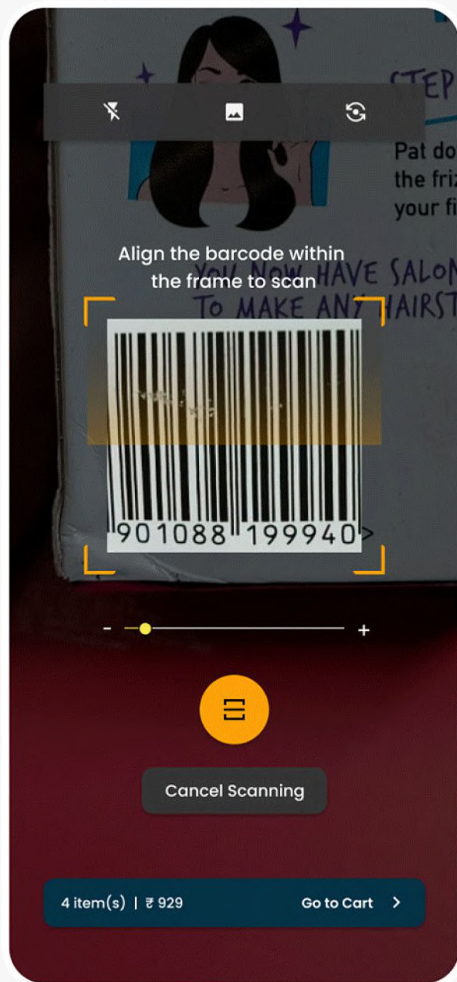 STEP
Pat do
the friz
your fi
Align the barcode within
the frame to scan
YOU NOW HAVE SALON
TO MAKE ANY HAIRST
901088 199940>
- +
Cancel Scanning
4 item(s) | ₹ 929 Go to Cart >